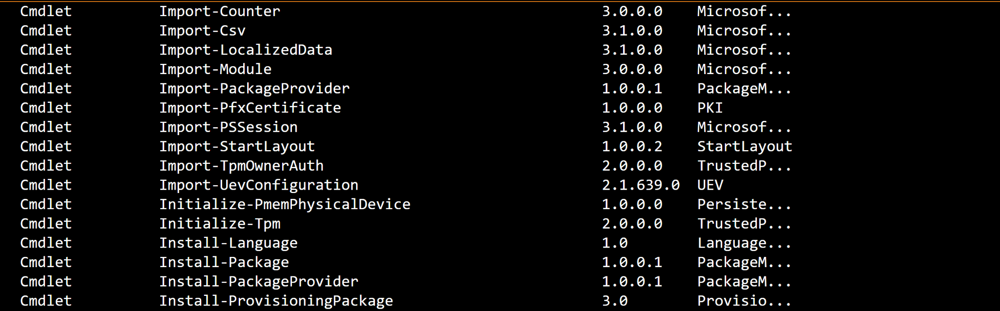 Cmdlet Import-Counter 3.0.0.0 Microsof...
Cmdlet Import-Csv 3.1.0.0 Microsof...
Cmdlet Import-LocalizedData 3.1.0.0 Microsof...
Cmdlet Import-Module 3.0.0.0 Microsof...
Cmdlet Import-PackageProvider 1.0.0.1 PackageM...
Cmdlet Import-PfxCertificate 1.0.0.0 PKI
Cmdlet Import-PSSession 3.1.0.0 Microsof...
Cmdlet Import-StartLayout 1.0.0.2 StartLayout
Cmdlet Import-TpmOwnerAuth 2.0.0.0 TrustedP...
Cmdlet Import-UevConfiguration 2.1.639.0 UEV
Cmdlet Initialize-PmemPhysicalDevice 1.0.0.0 Persiste...
Cmdlet Initialize-Tpm 2.0.0.0 TrustedP...
Cmdlet Install-Language 1.0 Language...
Cmdlet Install-Package 1.0.0.1 PackageM...
Cmdlet Install-PackageProvider 1.0.0.1 PackageM...
Cmdlet Install-ProvisioningPackage 3.0 Provisio...